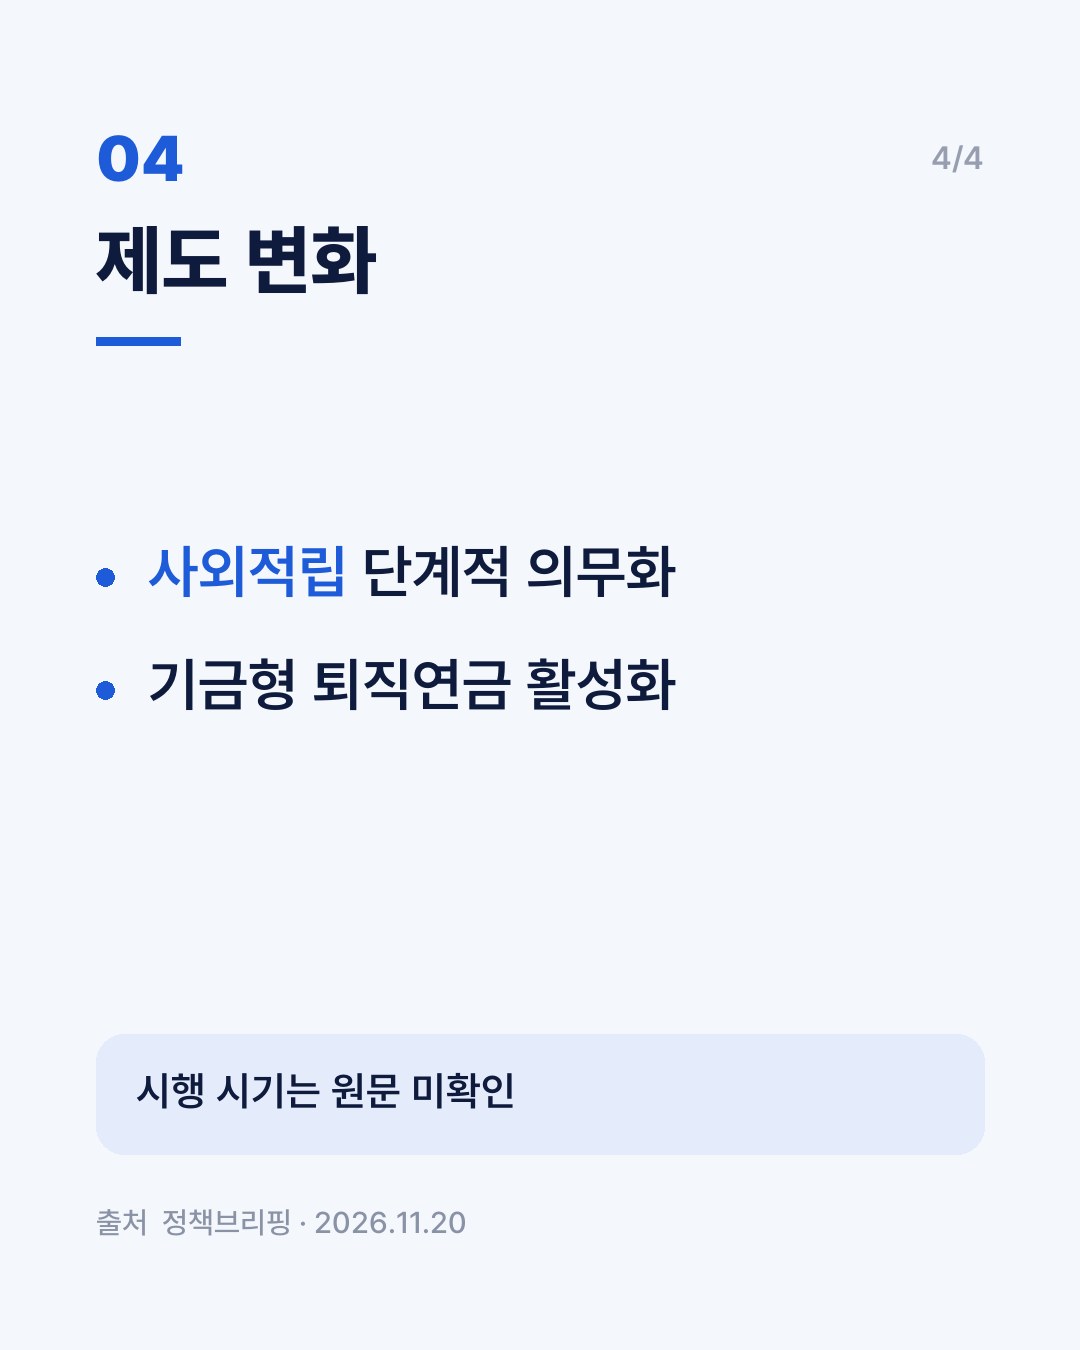 04
4/4
제도 변화
• 사외적립 단계적 의무화
• 기금형 퇴직연금 활성화
시행 시기는 원문 미확인
출처 정책브리핑 · 2026.11.20